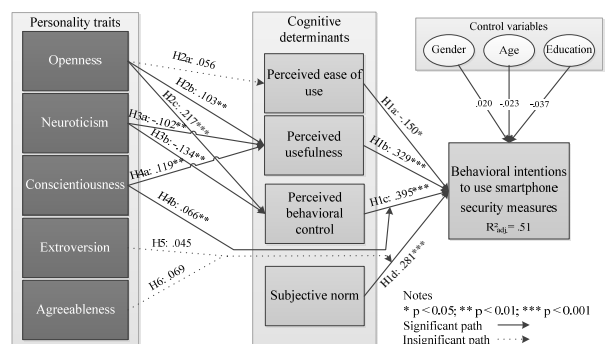 Personality traits
Openness
Neuroticism
Conscientiousness
Extroversion
Agreeableness
H2a: .056
H2b: .103**
H2c: .217***
H3a: -.102**
H3b: -.134**
H4a: .119**
H4b: .066**
H5: .045
H6: .069
Cognitive
determinants
Perceived ease of
use
Perceived
usefulness
Perceived
behavioral
control
Subjective norm
H1a: -.150*
H1b: .329***
H1c: .395***
H1d: .281***
Control variables
Gender
Age
Education
.020
-.023
-.037
Behavioral intentions
to use smartphone
security measures
R²adj.= .51
Notes
* p<0.05; ** p<0.01; *** p<0.001
Significant path
Insignificant path